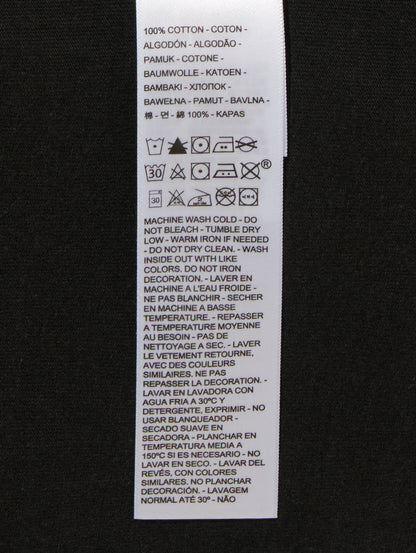 100% COTTON - COTON -
ALGODÓN - ALGODÃO -
PAMUK - COTONE -
BAUMWOLLE - KATOEN -
BAMBAKI - ХЛОПОК -
BAWEŁNA - PAMUT - BAVLNA -
棉 - 면 - 綿 100% - KAPAS
30 ®
30
MACHINE WASH COLD - DO
NOT BLEACH - TUMBLE DRY
LOW - WARM IRON IF NEEDED
- DO NOT DRY CLEAN. - WASH
INSIDE OUT WITH LIKE
COLORS. DO NOT IRON
DECORATION. - LAVER EN
MACHINE A L'EAU FROIDE -
NE PAS BLANCHIR - SECHER
EN MACHINE A BASSE
TEMPERATURE. - REPASSER
A TEMPERATURE MOYENNE
AU BESOIN - PAS DE
NETTOYAGE A SEC. - LAVER
LE VETEMENT RETOURNE,
AVEC DES COULEURS
SIMILAIRES. NE PAS
REPASSER LA DECORATION. -
LAVAR EN LAVADORA CON
AGUA FRIA A 30ºC Y
DETERGENTE, EXPRIMIR - NO
USAR BLANQUEADOR -
SECADO SUAVE EN
SECADORA - PLANCHAR EN
TEMPERATURA MEDIA A
150ºC SI ES NECESARIO - NO
LAVAR EN SECO. - LAVAR DEL
REVÉS, CON COLORES
SIMILARES. NO PLANCHAR
DECORACIÓN. - LAVAGEM
NORMAL ATÉ 30º - NÃO